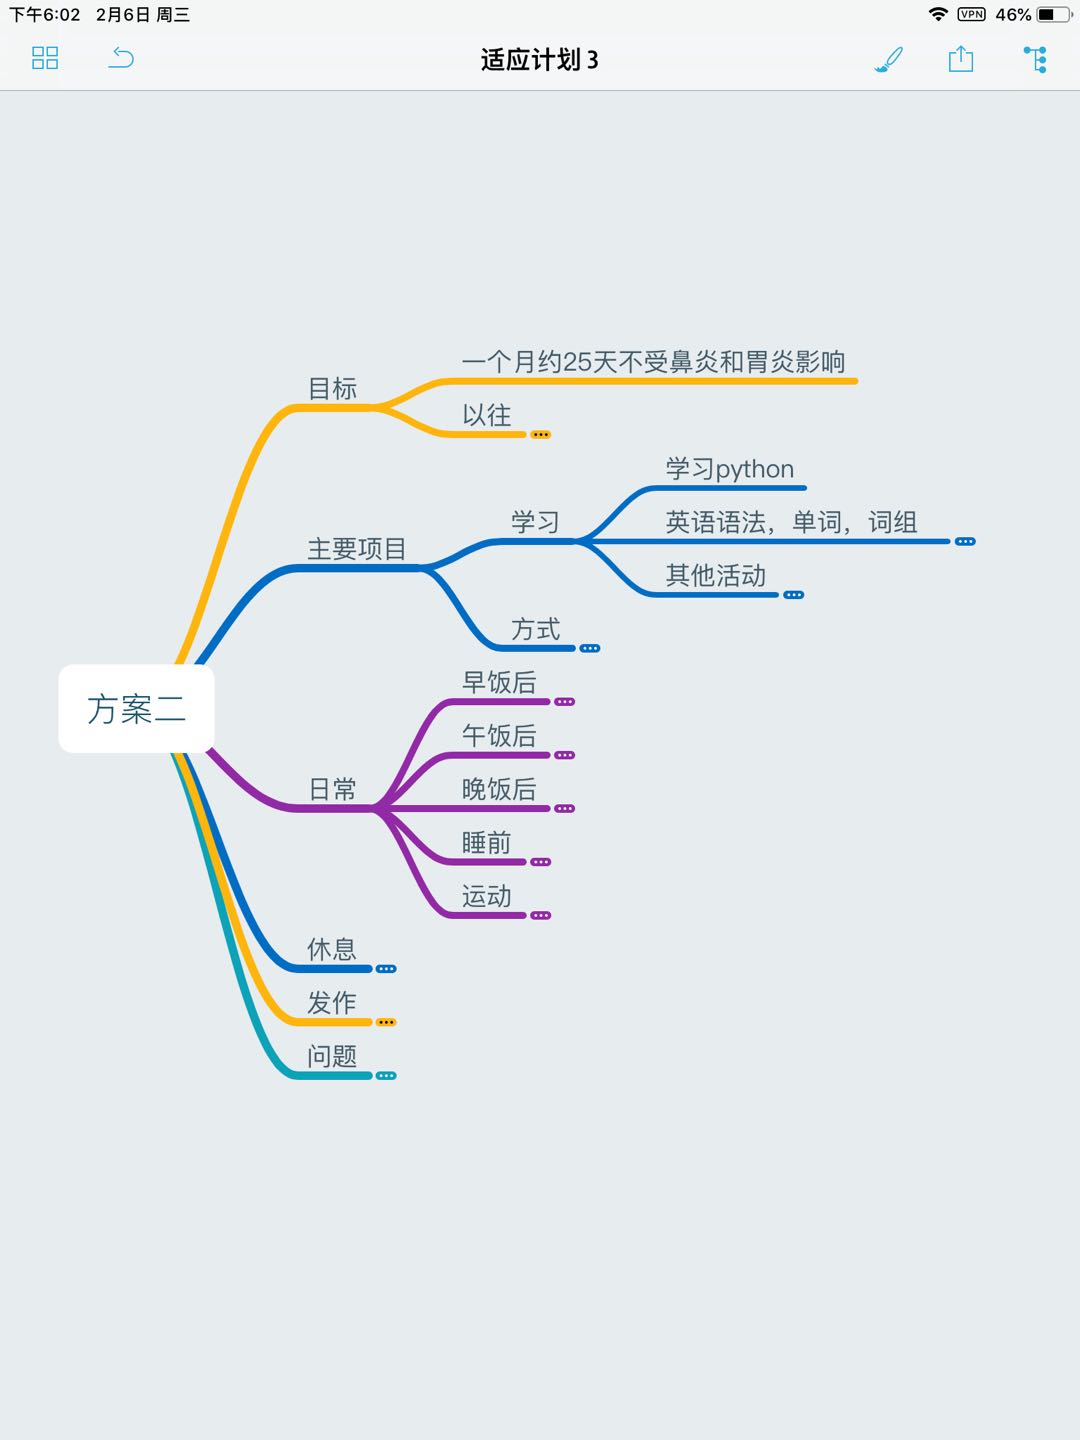 下午6:02 2月6日 周三
VPN 46%
适应计划 3
方案二
目标
一个月约25天不受鼻炎和胃炎影响
以往
主要项目
学习
学习python
英语语法，单词，词组
其他活动
方式
日常
早饭后
午饭后
晚饭后
睡前
运动
休息
发作
问题